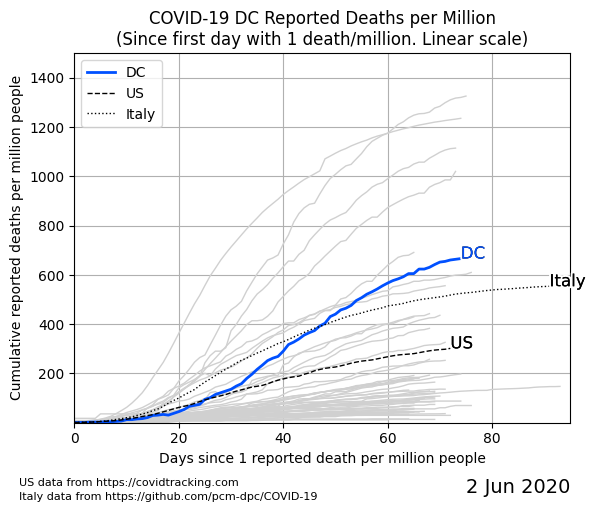 COVID-19 DC Reported Deaths per Million
(Since first day with 1 death/million. Linear scale)
Cumulative reported deaths per million people
1400
1200
1000
800
600
400
200
DC
US
Italy
DC
Italy
US
0
20
40
60
80
Days since 1 reported death per million people
US data from https://covidtracking.com
Italy data from https://github.com/pcm-dpc/COVID-19
2 Jun 2020